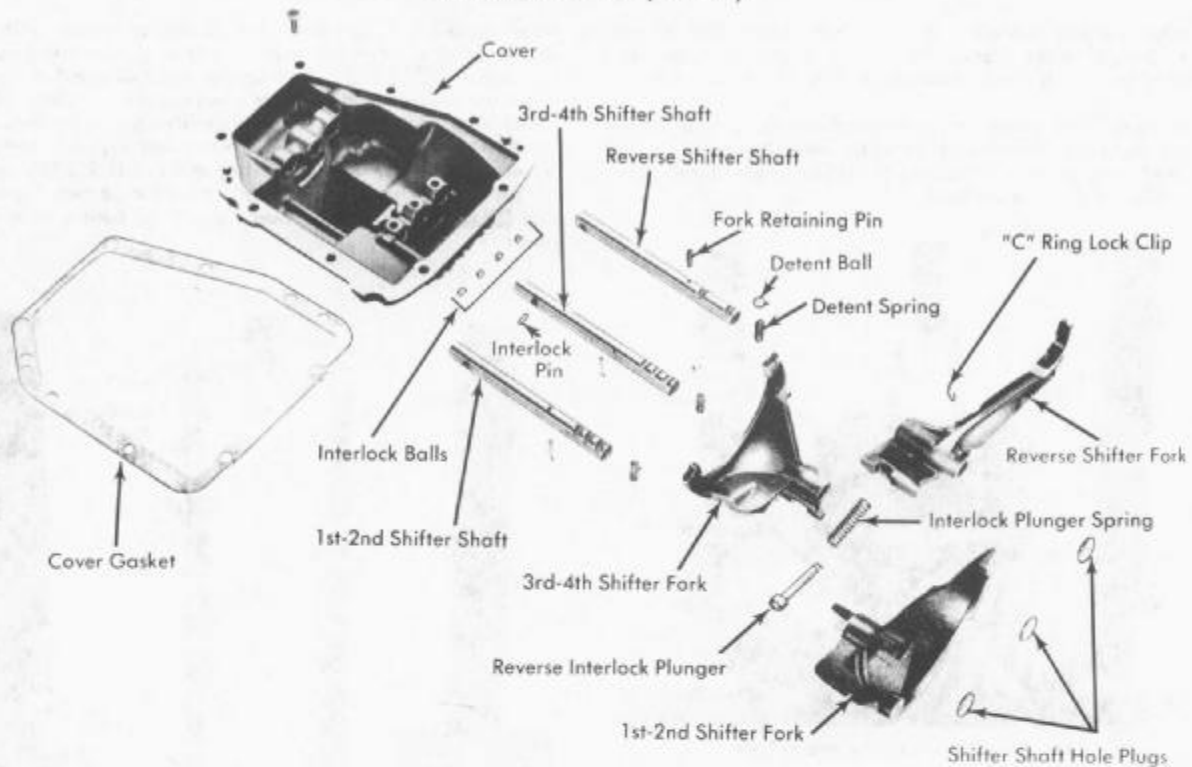 Cover
3rd-4th Shifter Shaft
Reverse Shifter Shaft
Fork Retaining Pin
"C" Ring Lock Clip
Detent Ball
Detent Spring
Interlock
Pin
Interlock Balls
Reverse Shifter Fork
1st-2nd Shifter Shaft
Interlock Plunger Spring
Cover Gasket
3rd-4th Shifter Fork
Reverse Interlock Plunger
1st-2nd Shifter Fork
Shifter Shaft Hole Plugs